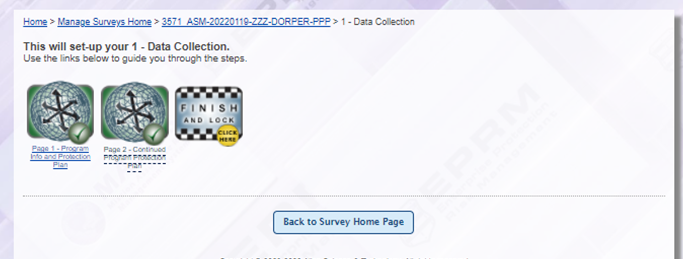 Home > Manage Surveys Home > 3571_ASM-20220119-ZZZ-DORPER-PPP > 1 - Data Collection
This will set-up your 1 - Data Collection.
Use the links below to guide you through the steps.
FINISH
AND LOCK
CLICK
HERE
Page 1 - Program
Info and Protection
Plan
Page 2 - Continued
Program Protection
Plan
Back to Survey Home Page